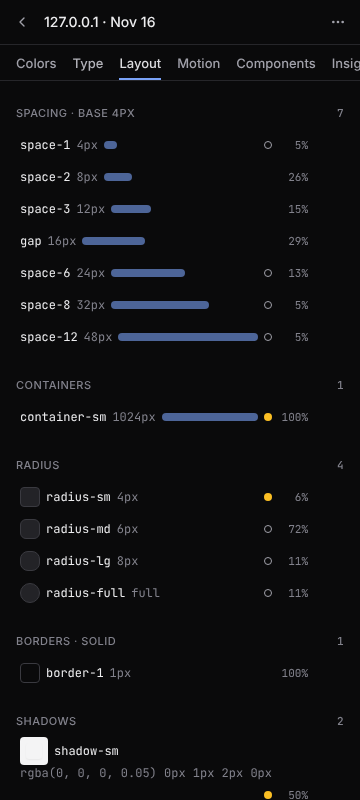 127.0.0.1 · Nov 16
Colors Type Layout Motion Components Insig
SPACING · BASE 4PX 7
space-1 4px 5%
space-2 8px 26%
space-3 12px 15%
gap 16px 29%
space-6 24px 13%
space-8 32px 5%
space-12 48px 5%
CONTAINERS 1
container-sm 1024px 100%
RADIUS 4
radius-sm 4px 6%
radius-md 6px 72%
radius-lg 8px 11%
radius-full full 11%
BORDERS · SOLID 1
border-1 1px 100%
SHADOWS 2
shadow-sm
rgba(0, 0, 0, 0.05) 0px 1px 2px 0px
50%